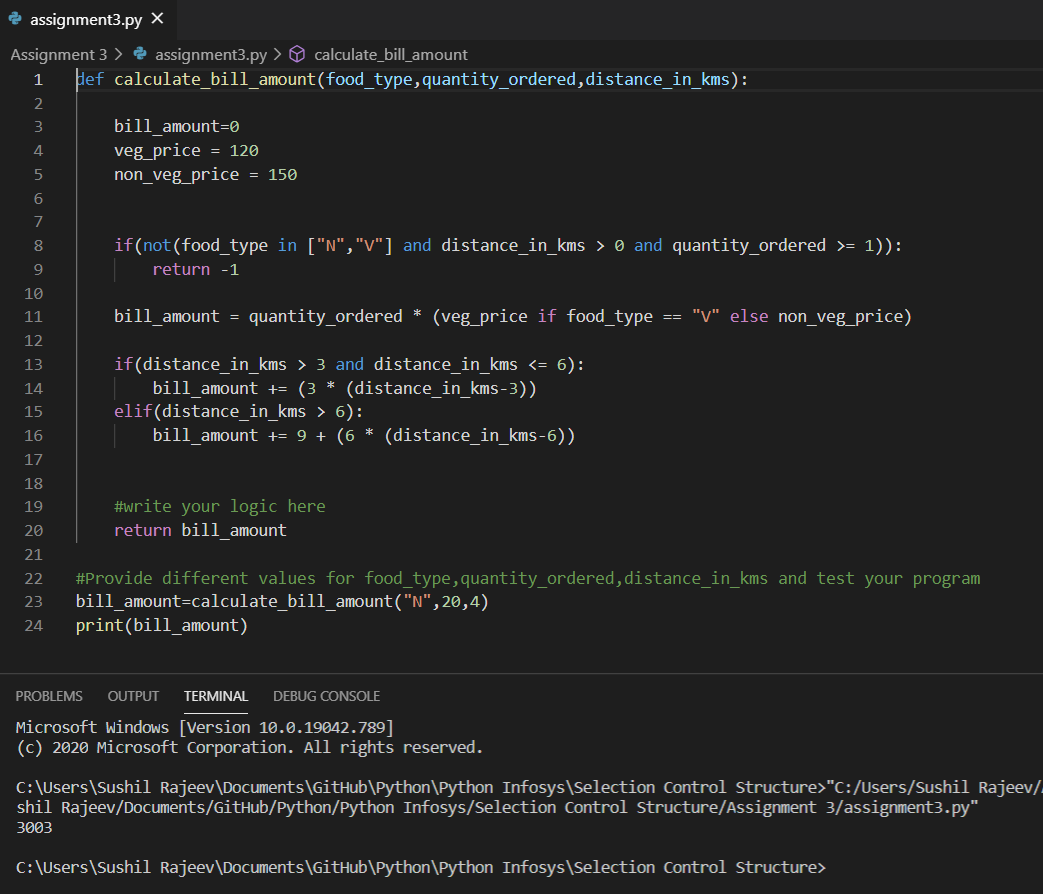 assignment3.py
Assignment 3 > assignment3.py > calculate_bill_amount
1 def calculate_bill_amount(food_type,quantity_ordered,distance_in_kms):
2
3     bill_amount=0
4     veg_price = 120
5     non_veg_price = 150
6
7
8     if(not(food_type in ["N","V"] and distance_in_kms > 0 and quantity_ordered >= 1)):
9         return -1
10
11     bill_amount = quantity_ordered * (veg_price if food_type == "V" else non_veg_price)
12
13     if(distance_in_kms > 3 and distance_in_kms <= 6):
14         bill_amount += (3 * (distance_in_kms-3))
15     elif(distance_in_kms > 6):
16         bill_amount += 9 + (6 * (distance_in_kms-6))
17
18
19     #write your logic here
20     return bill_amount
21
22 #Provide different values for food_type,quantity_ordered,distance_in_kms and test your program
23 bill_amount=calculate_bill_amount("N",20,4)
24 print(bill_amount)
PROBLEMS OUTPUT TERMINAL DEBUG CONSOLE
Microsoft Windows [Version 10.0.19042.789]
(c) 2020 Microsoft Corporation. All rights reserved.
C:\Users\Sushil Rajeev\Documents\GitHub\Python\Python Infosys\Selection Control Structure>"C:/Users/Sushil Rajeev/
shil Rajeev/Documents/GitHub/Python/Python Infosys/Selection Control Structure/Assignment 3/assignment3.py"
3003
C:\Users\Sushil Rajeev\Documents\GitHub\Python\Python Infosys\Selection Control Structure>